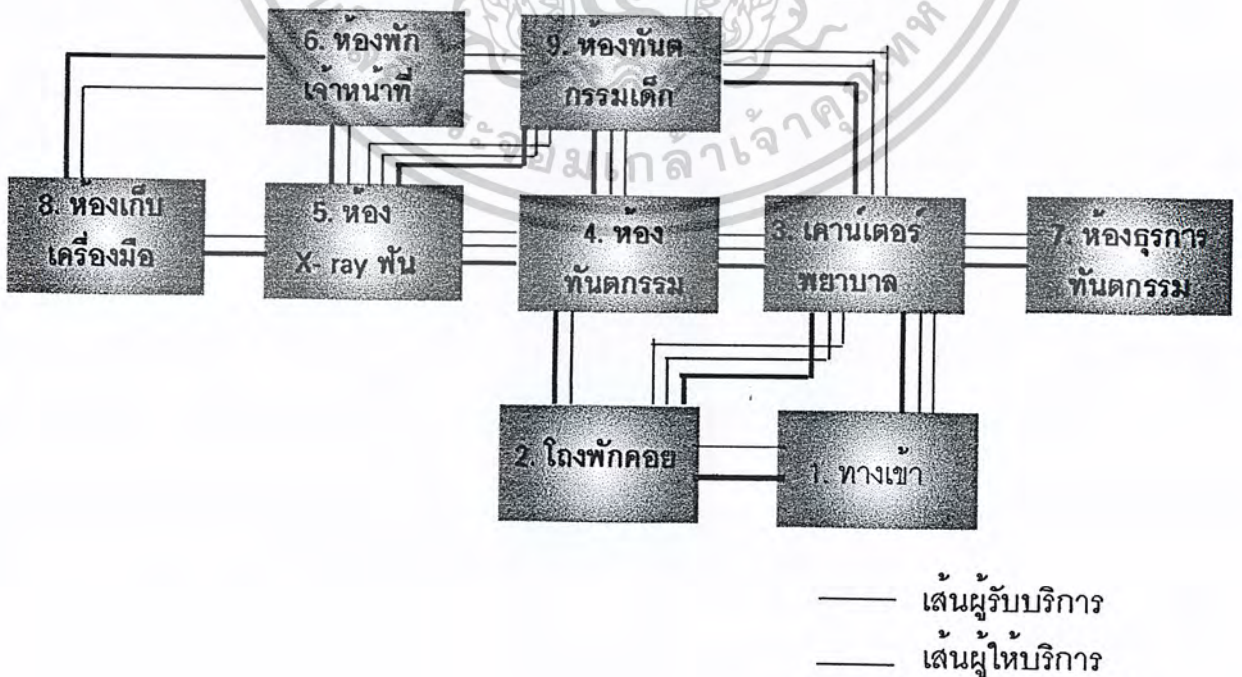 6. ห้องพัก
เจ้าหน้าที่
9. ห้องทันต
กรรมเด็ก
8. ห้องเก็บ
เครื่องมือ
5. ห้อง
X- ray ฟัน
4. ห้อง
ทันตกรรม
3. เคาน์เตอร์
พยาบาล
7. ห้องธุรการ
ทันตกรรม
2. โถงพักคอย
1. ทางเข้า
เส้นผู้รับบริการ
เส้นผู้ให้บริการ